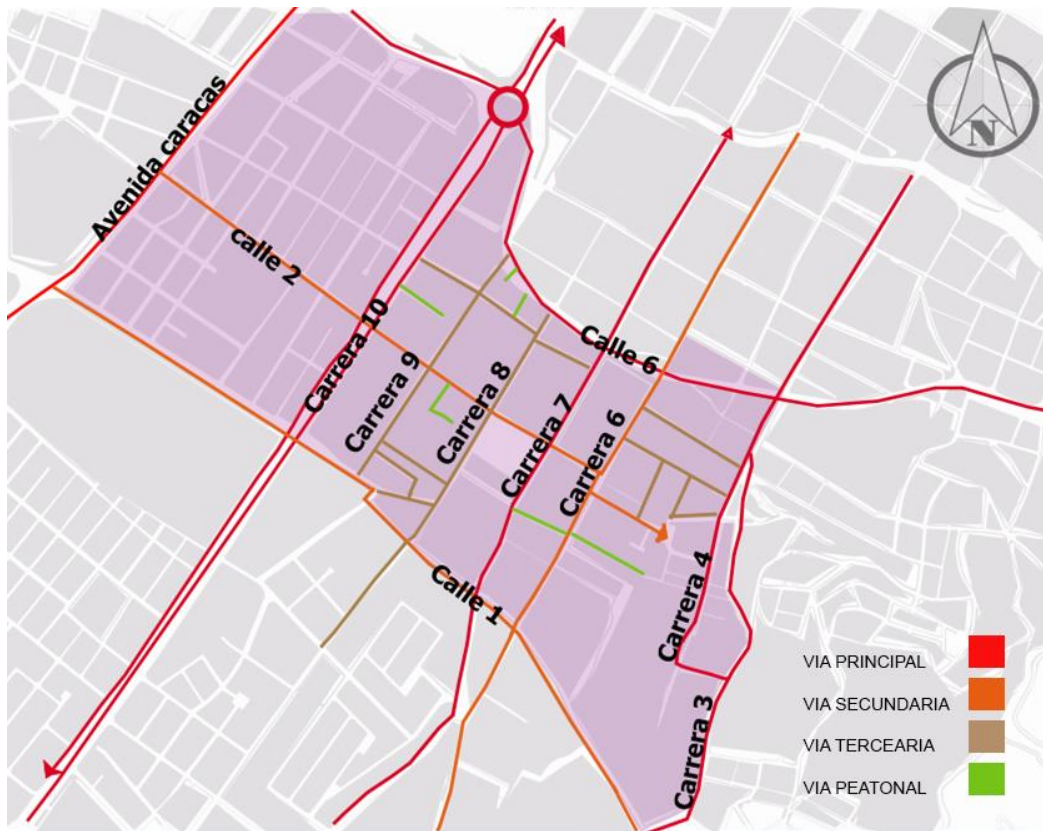 N
Avenida caracas
calle 2
Carrera 10
Carrera 9
Carrera 8
Calle 6
Carrera 7
Carrera 6
Calle 1
Carrera 4
Carrera 3
VIA PRINCIPAL
VIA SECUNDARIA
VIA TERCEARIA
VIA PEATONAL